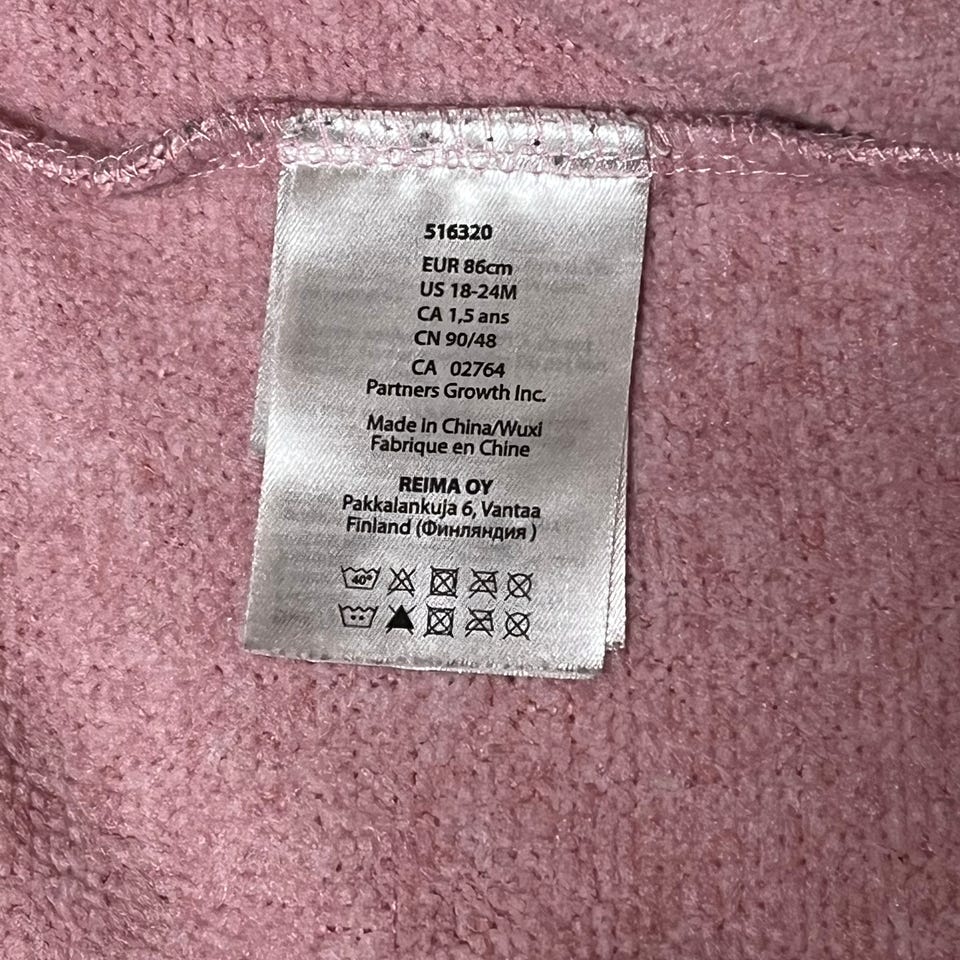 516320
EUR 86cm
US 18-24M
CA 1,5 ans
CN 90/48
CA 02764
Partners Growth Inc.
Made in China/Wuxi
Fabrique en Chine
REIMA OY
Pakkalankuja 6, Vantaa
Finland (Финляндия )
40°